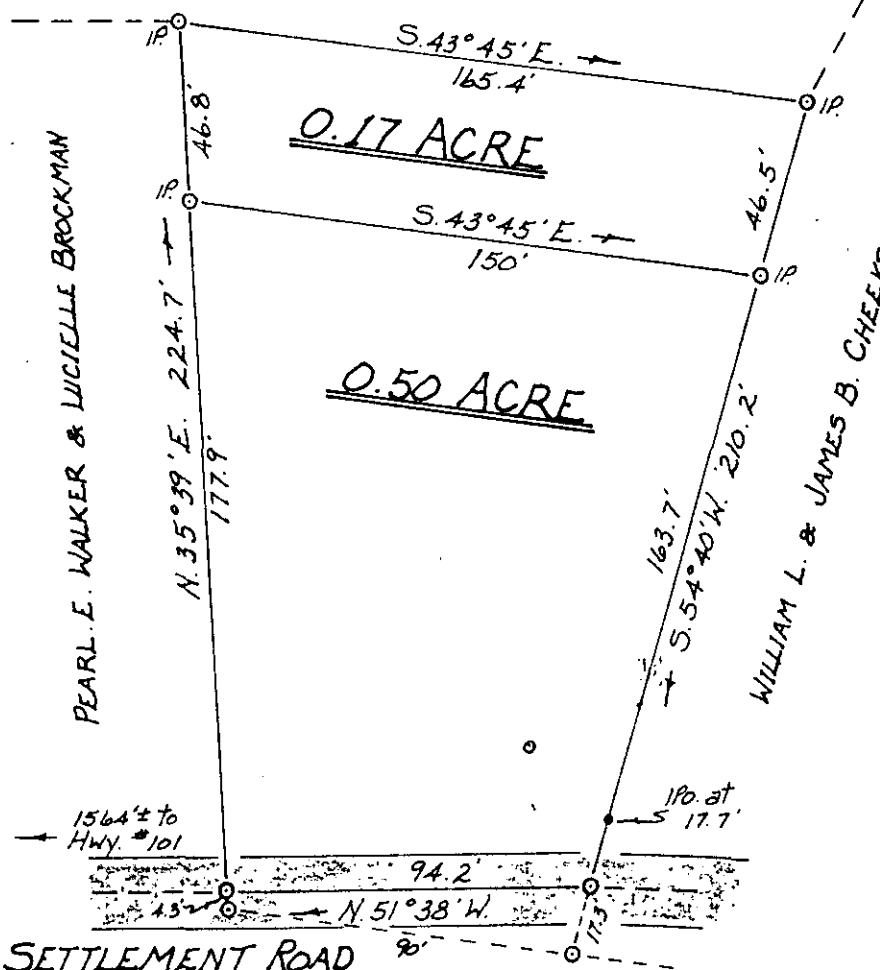 IP.
S. 43° 45' E.
165.4'
IP.
46.8'
0.17 ACRE
46.5'
IP.
S. 43° 45' E.
150'
IP.
PEARL. E. WALKER & LUCIELLE BROCKMAN
N. 35° 39' E. 224.7'
177.9'
0.50 ACRE
163.7'
S. 54° 40' W. 210.2'
WILLIAM L. & JAMES B.
1564'± to
Hwy. #101
IPo. at
17.7'
94.2'
4.3
N. 51° 38' W.
17.3
90'
SETTLEMENT ROAD